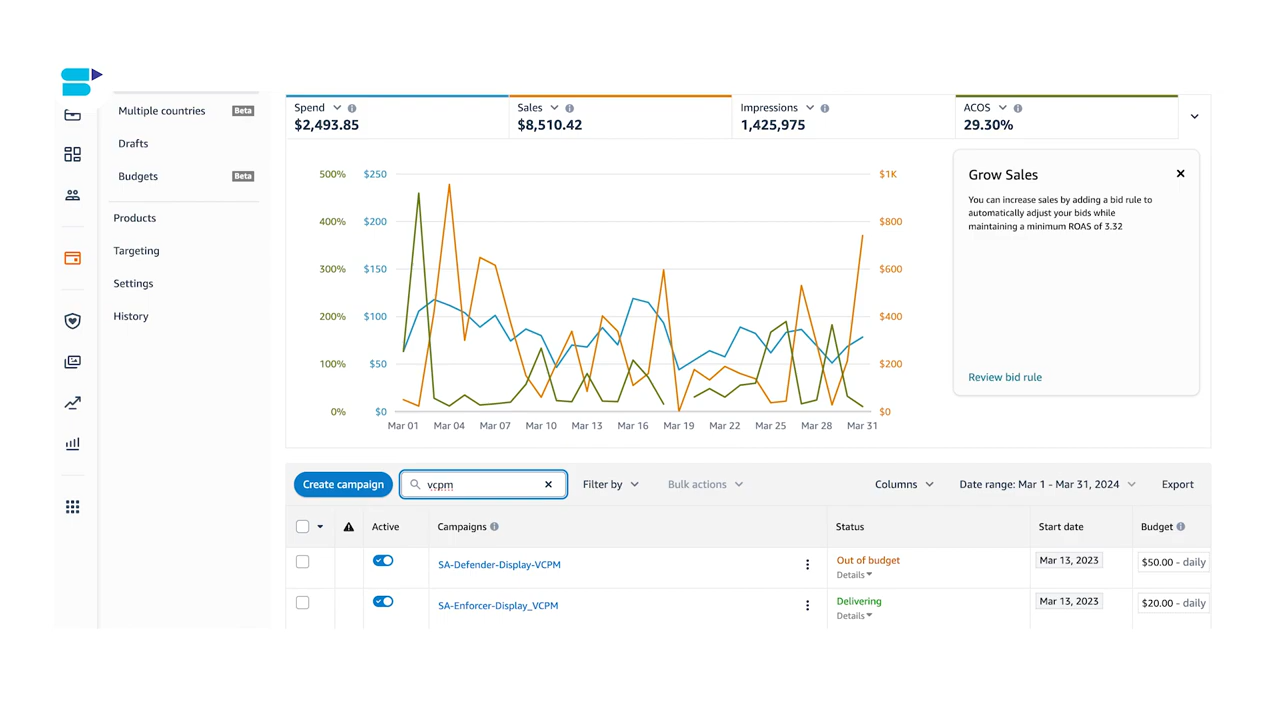 Multiple countries Beta
Drafts
Budgets Beta
Products
Targeting
Settings
History
Spend Sales Impressions ACOS
$2,493.85 $8,510.42 1,425,975 29.30%
500% $250 $1K
400% $200 $800
300% $150 $600
200% $100 $400
100% $50 $200
0% $0 $0
Mar 01 Mar 04 Mar 07 Mar 10 Mar 13 Mar 16 Mar 19 Mar 22 Mar 25 Mar 28 Mar 31
Grow Sales
You can increase sales by adding a bid rule to
automatically adjust your bids while
maintaining a minimum ROAS of 3.32
Review bid rule
Create campaign vcpm Filter by Bulk actions Columns Date range: Mar 1 - Mar 31, 2024 Export
Active Campaigns Status Start date Budget
SA-Defender-Display-VCPM Out of budget Mar 13, 2023 $50.00 - daily
Details
SA-Enforcer-Display_VCPM Delivering Mar 13, 2023 $20.00 - daily
Details